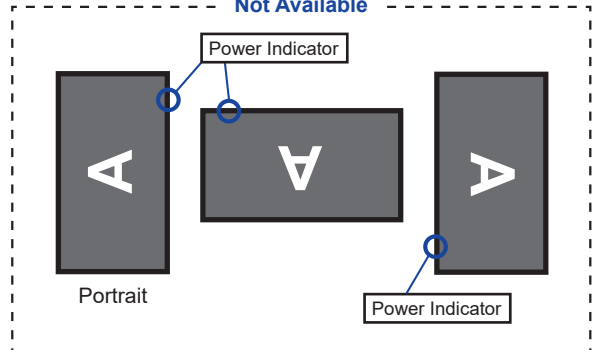 Not Available
Power Indicator
A
A
A
Portrait
Power Indicator